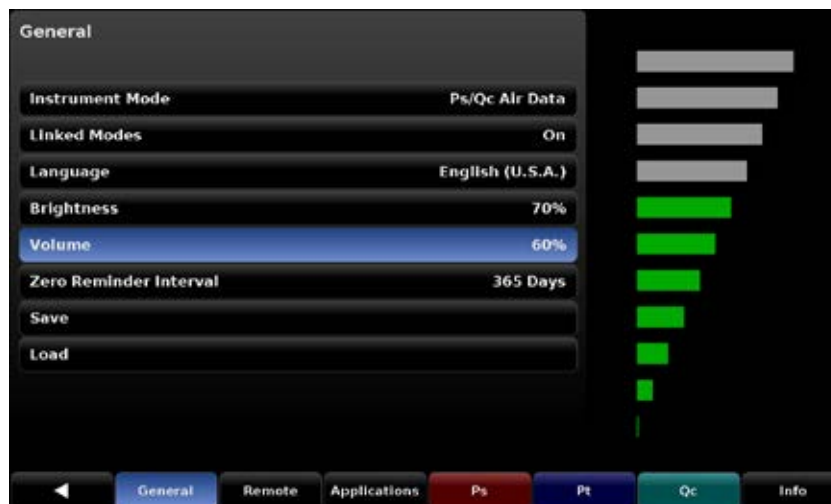 General
Instrument Mode Ps/Qc Air Data
Linked Modes On
Language English (U.S.A.)
Brightness 70%
Volume 60%
Zero Reminder Interval 365 Days
Save
Load
General Remote Applications Ps Pt Qc Info